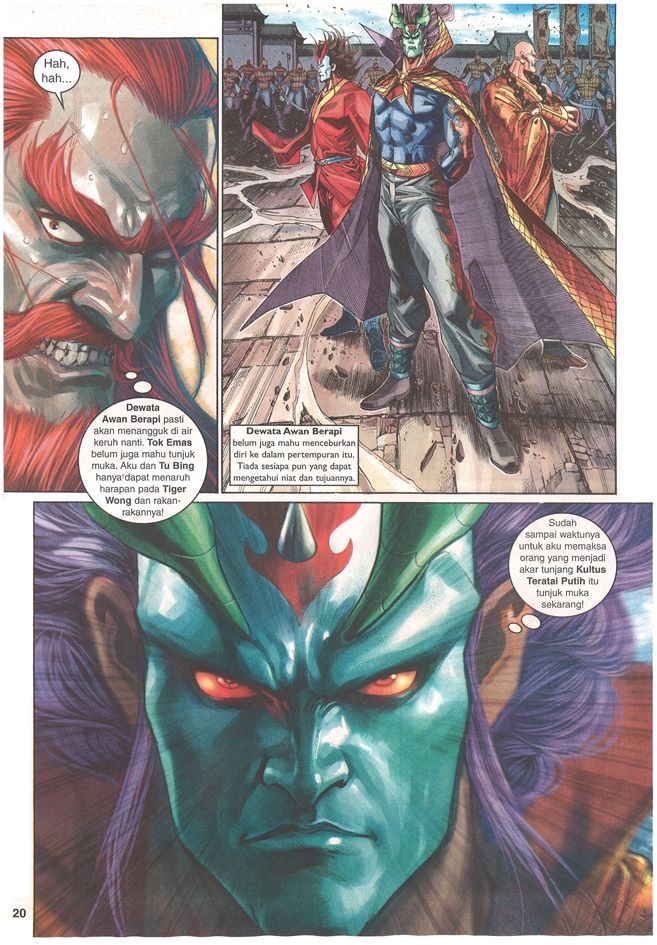 Hah,
hah...
Dewata
Awan Berapi pasti
akan menangguk di air
keruh nanti. Tok Emas
belum juga mahu tunjuk
muka. Aku dan Tu Bing
hanya dapat menaruh
harapan pada Tiger
Wong dan rakan-
rakannya!
Dewata Awan Berapi
belum juga mahu menceburkan
diri ke dalam pertempuran itu.
Tiada sesiapa pun yang dapat
mengetahui niat dan tujuannya.
Sudah
sampai waktunya
untuk aku memaksa
orang yang menjadi
akar tunjang Kultus
Teratai Putih itu
tunjuk muka
sekarang!
20